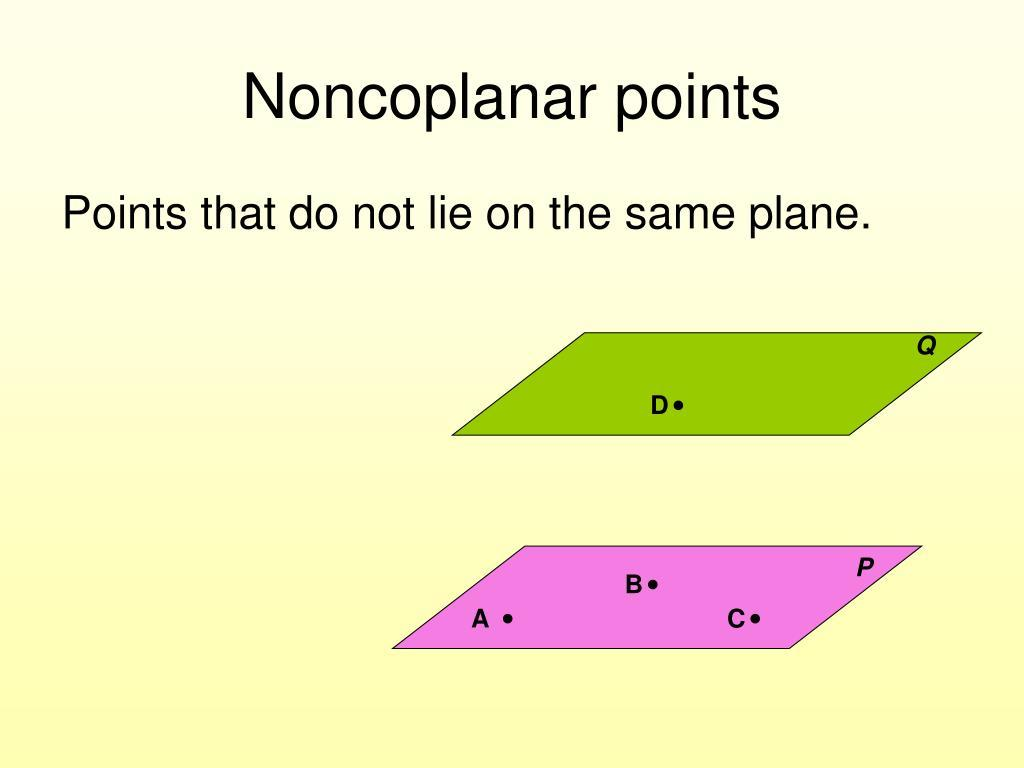 Noncoplanar points
Points that do not lie on the same plane.
Q
D
P
B
A
C